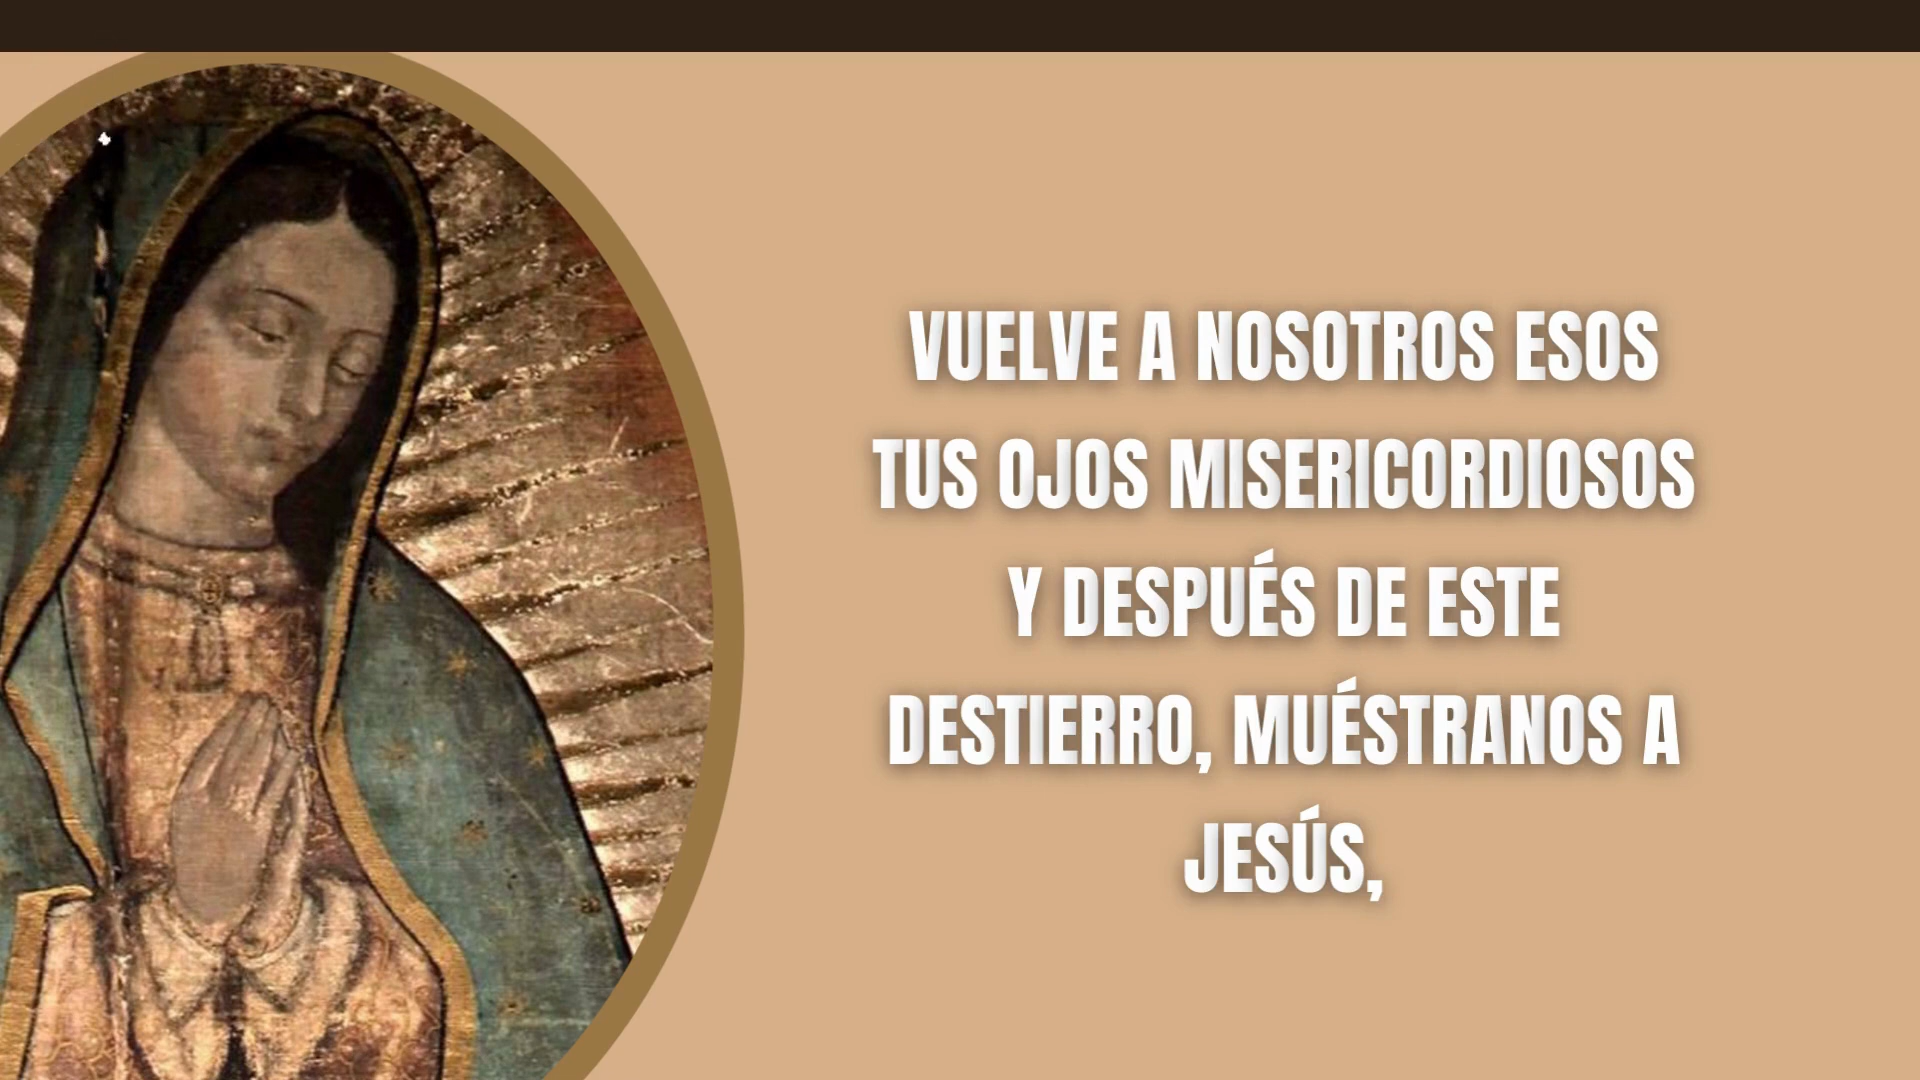 VUELVE A NOSOTROS ESOS
TUS OJOS MISERICORDIOSOS
Y DESPUÉS DE ESTE
DESTIERRO, MUÉSTRANOS A
JESÚS,